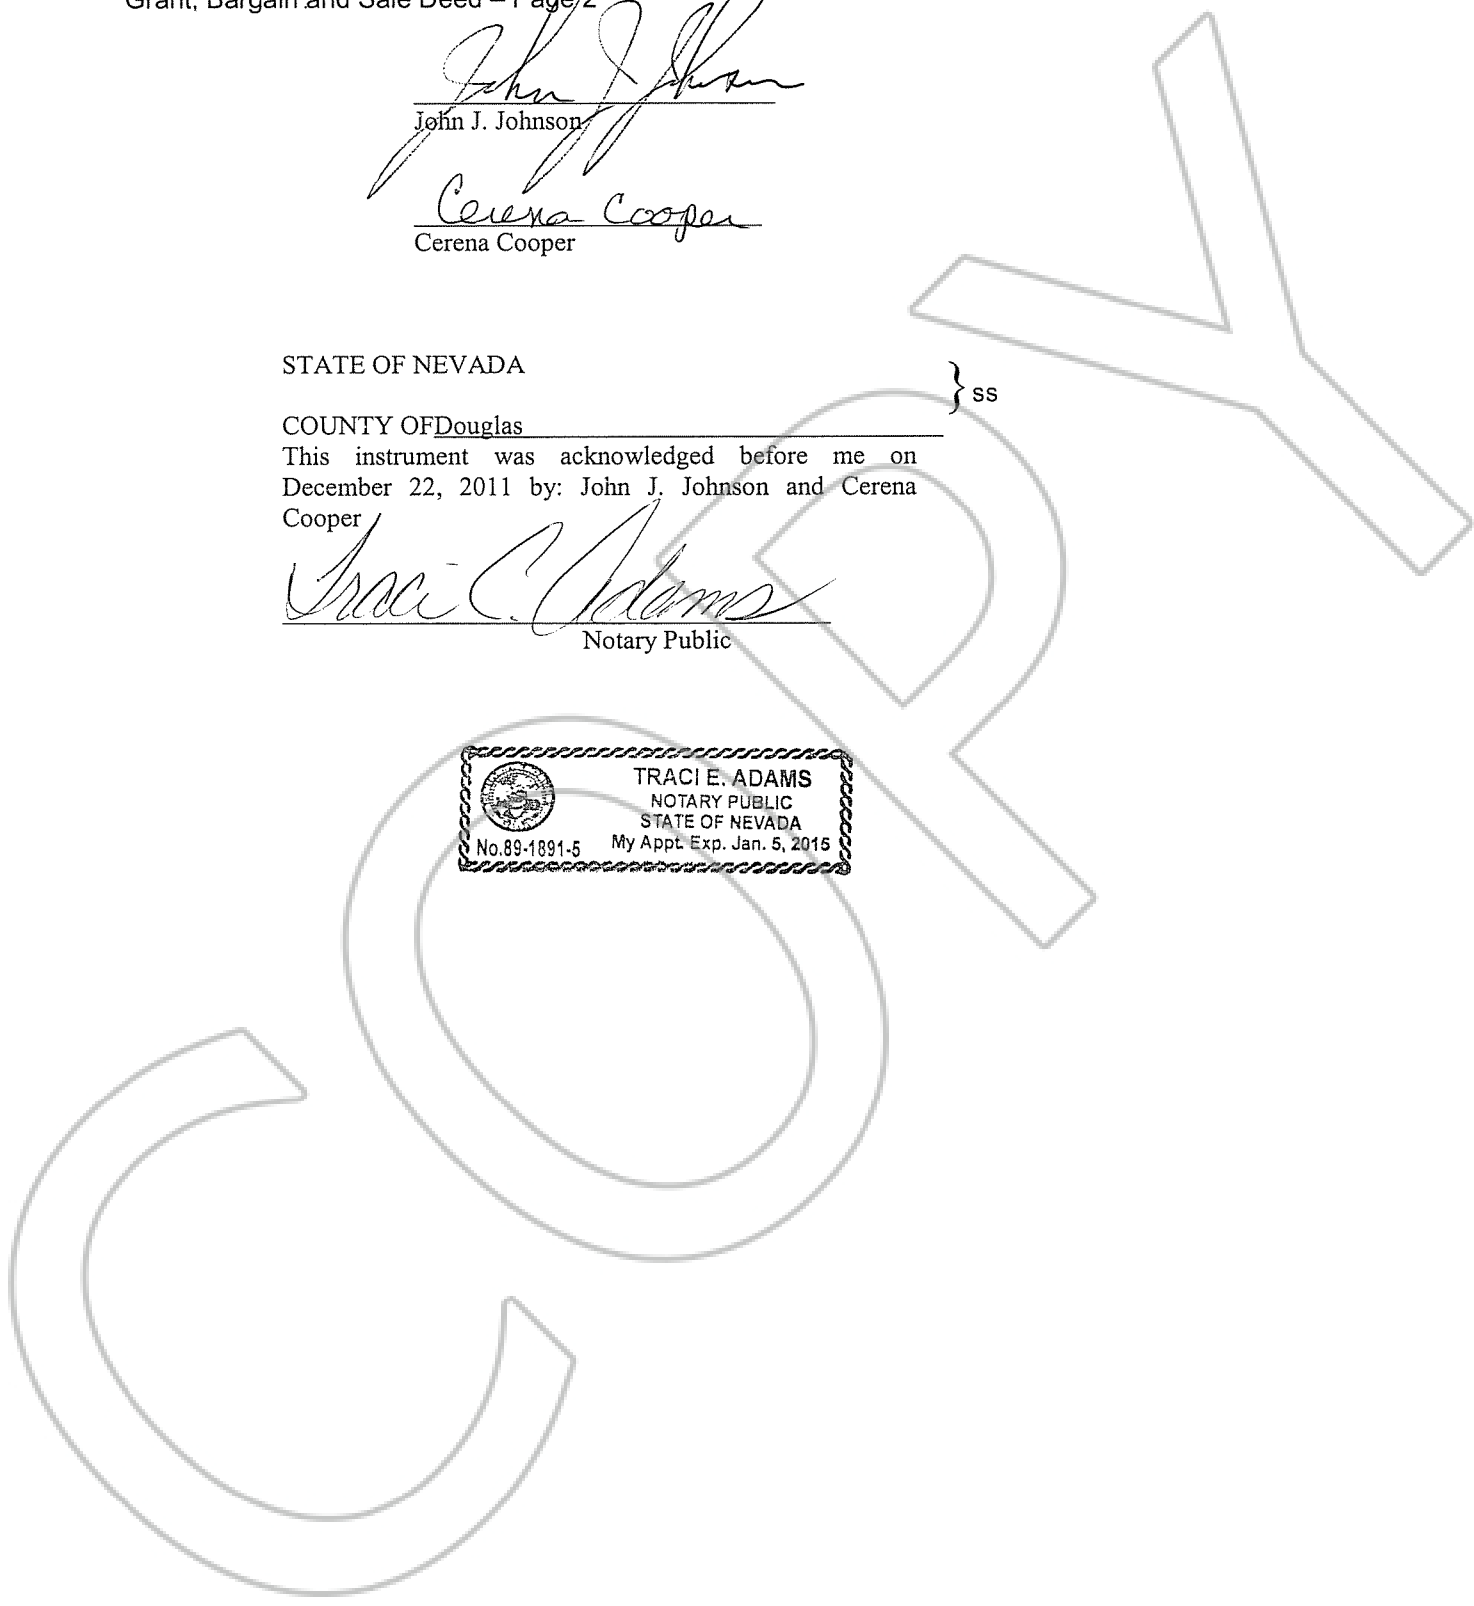 Grant, Bargain and Sale Deed – Page 2
John J Johnson
John J. Johnson
Cerena Cooper
Cerena Cooper
STATE OF NEVADA
} ss
COUNTY OF Douglas
This instrument was acknowledged before me on
December 22, 2011 by: John J. Johnson and Cerena
Cooper
Traci E. Adams
Notary Public
TRACI E. ADAMS
NOTARY PUBLIC
STATE OF NEVADA
No.89-1891-5 My Appt. Exp. Jan. 5, 2015
COPY